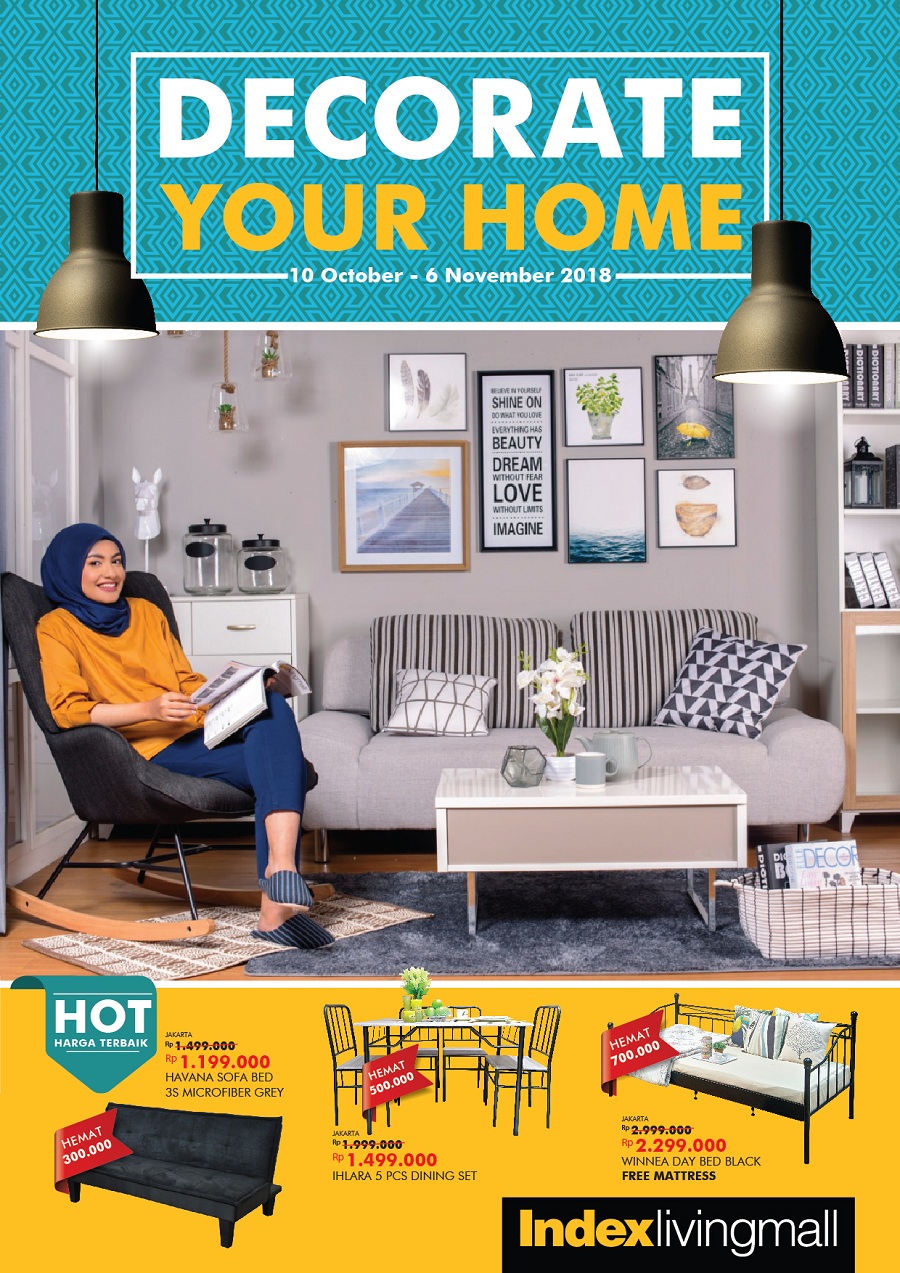 DECORATE
YOUR HOME
10 October - 6 November 2018
BELIEVE IN YOURSELF
SHINE ON
DO WHAT YOU LOVE
EVERYTHING HAS
BEAUTY
DREAM
WITHOUT FEAR
LOVE
WITHOUT LIMITS
IMAGINE
DICTIONARY
DECOR
HOT
HARGA TERBAIK
JAKARTA
Rp 1.499.000
Rp 1.199.000
HAVANA SOFA BED
3S MICROFIBER GREY
HEMAT
300.000
HEMAT
500.000
JAKARTA
Rp 1.999.000
Rp 1.499.000
IHLARA 5 PCS DINING SET
HEMAT
700.000
JAKARTA
Rp 2.999.000
Rp 2.299.000
WINNEA DAY BED BLACK
FREE MATTRESS
Indexlivingmall